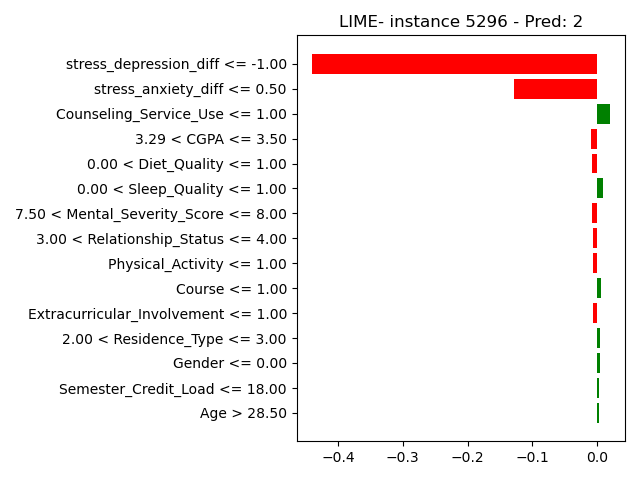 LIME- instance 5296 - Pred: 2
stress_depression_diff <= -1.00
stress_anxiety_diff <= 0.50
Counseling_Service_Use <= 1.00
3.29 < CGPA <= 3.50
0.00 < Diet_Quality <= 1.00
0.00 < Sleep_Quality <= 1.00
7.50 < Mental_Severity_Score <= 8.00
3.00 < Relationship_Status <= 4.00
Physical_Activity <= 1.00
Course <= 1.00
Extracurricular_Involvement <= 1.00
2.00 < Residence_Type <= 3.00
Gender <= 0.00
Semester_Credit_Load <= 18.00
Age > 28.50
−0.4 −0.3 −0.2 −0.1 0.0